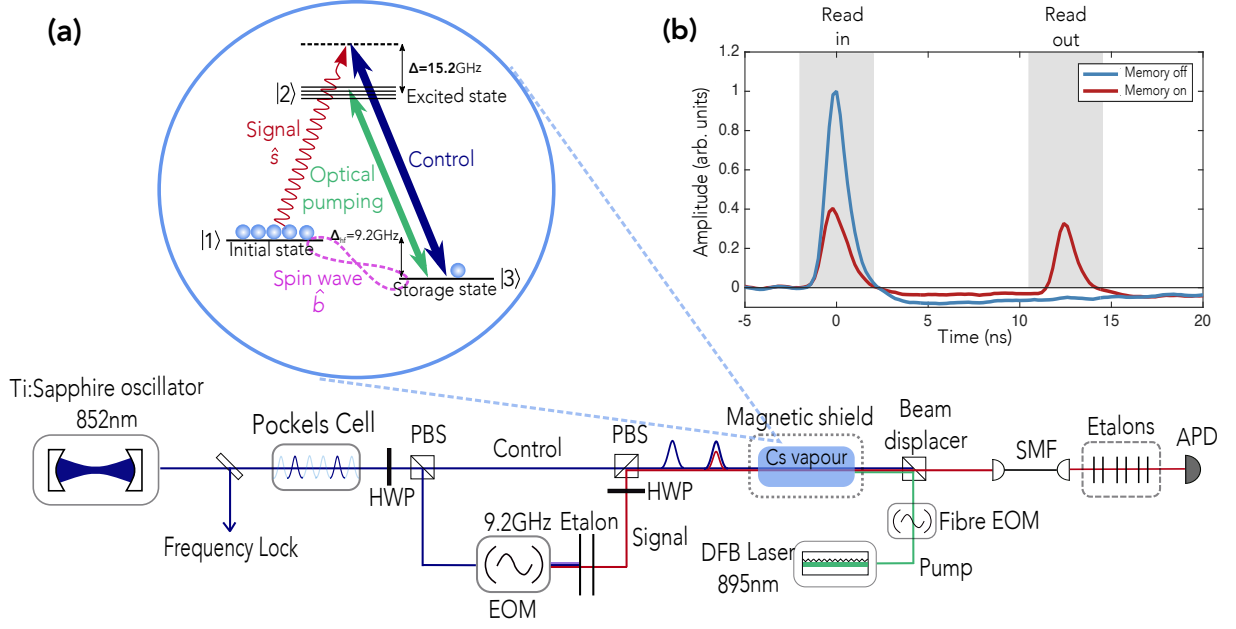 (a)
Δ=15.2GHz
|2⟩
Excited state
Signal
ŝ
Control
Optical
pumping
|1⟩
Initial state
Δhf=9.2GHz
Spin wave
b̂
Storage state
|3⟩
(b)
Read
in
Read
out
Memory off
Memory on
Amplitude (arb. units)
1.2
1
0.8
0.6
0.4
0.2
0
-5
0
5
10
15
20
Time (ns)
Ti:Sapphire oscillator
852nm
Frequency Lock
Pockels Cell
HWP
PBS
Control
9.2GHz
EOM
Etalon
Signal
PBS
HWP
Magnetic shield
Cs vapour
Beam
displacer
Fibre EOM
DFB Laser
895nm
Pump
SMF
Etalons
APD